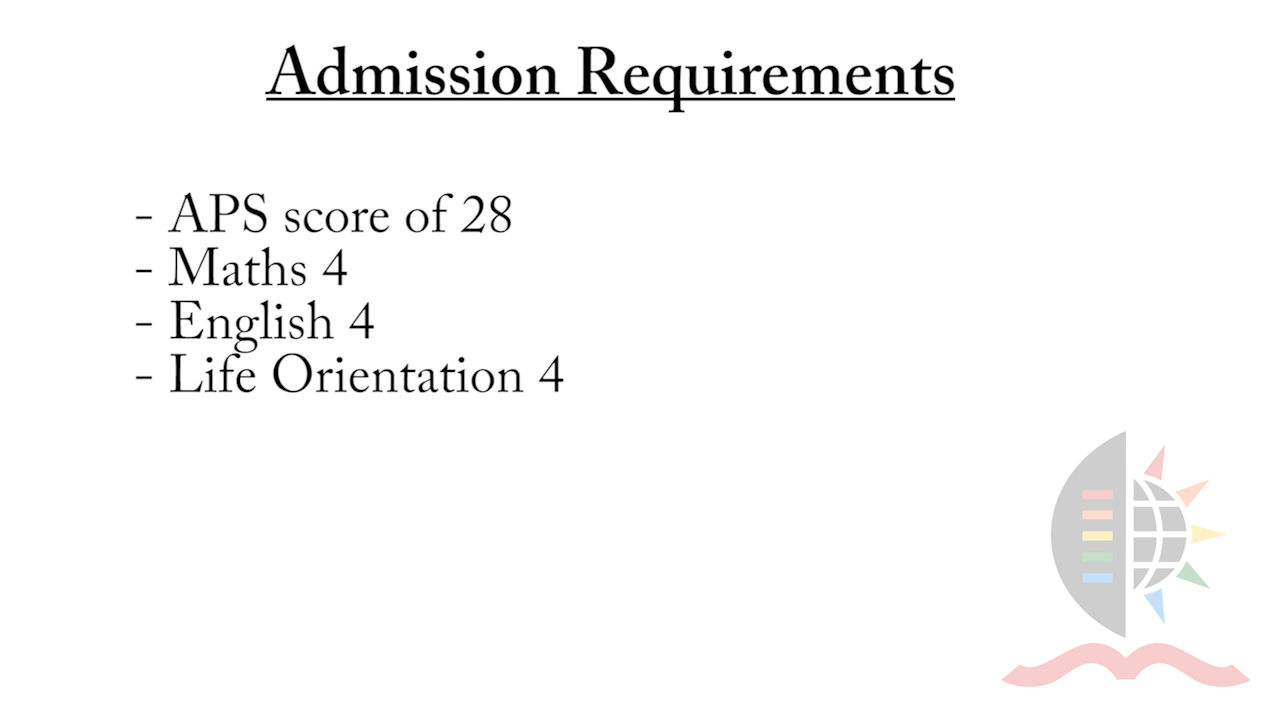 Admission Requirements
- APS score of 28
- Maths 4
- English 4
- Life Orientation 4